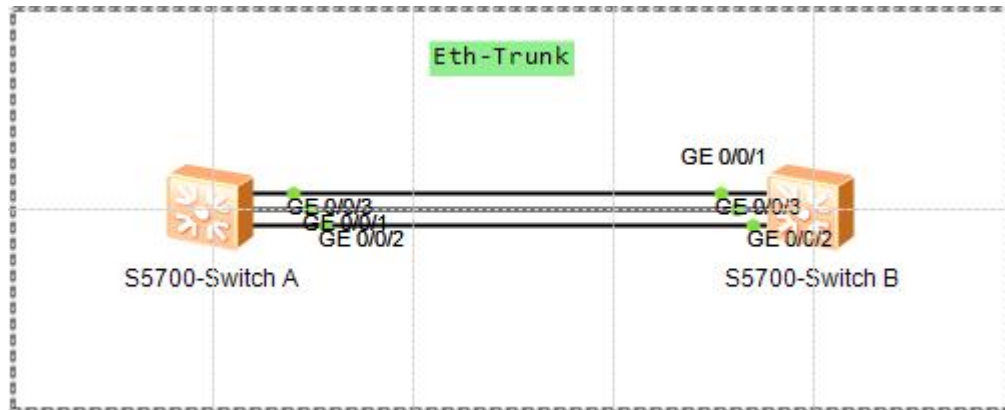 Eth-Trunk
GE 0/0/1
GE 0/0/3
GE 0/0/3
GE 0/0/1
GE 0/0/2
GE 0/0/2
S5700-Switch A
S5700-Switch B